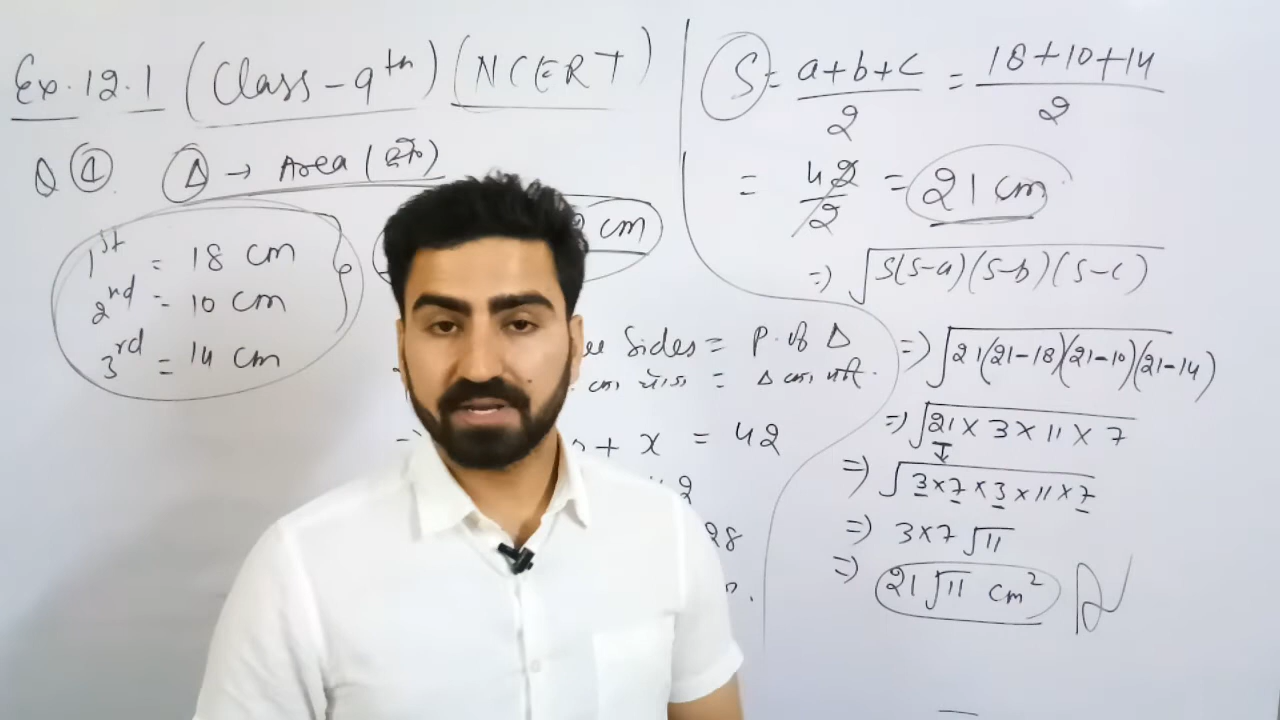 Ex. 12.1 (Class - 9th) (NCERT)
Q ① Δ → Area (क्षे०)
1st = 18 cm
2nd = 10 cm
3rd = 14 cm
cm
Sides = P. of Δ
का योग = Δ का परि.
+ x = 42
28
S = a+b+c/2 = 18+10+14/2
= 42/2 = 21 cm
=) √S(S-a)(S-b)(S-c)
=) √21(21-18)(21-10)(21-14)
=) √21 × 3 × 11 × 7
=) √3×7×3×11×7
=) 3×7√11
=) 21√11 cm²